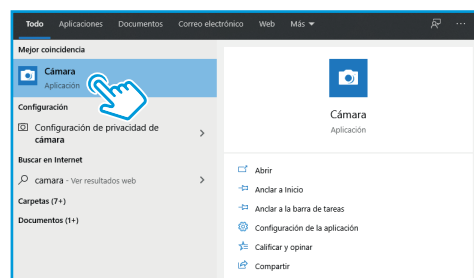 Todo Aplicaciones Documentos Correo electrónico Web Más
Mejor coincidencia
Cámara
Aplicación
Configuración
Configuración de privacidad de
cámara
Buscar en Internet
camara - Ver resultados web
Carpetas (7+)
Documentos (1+)
Cámara
Aplicación
Abrir
Anclar a Inicio
Anclar a la barra de tareas
Configuración de la aplicación
Calificar y opinar
Compartir